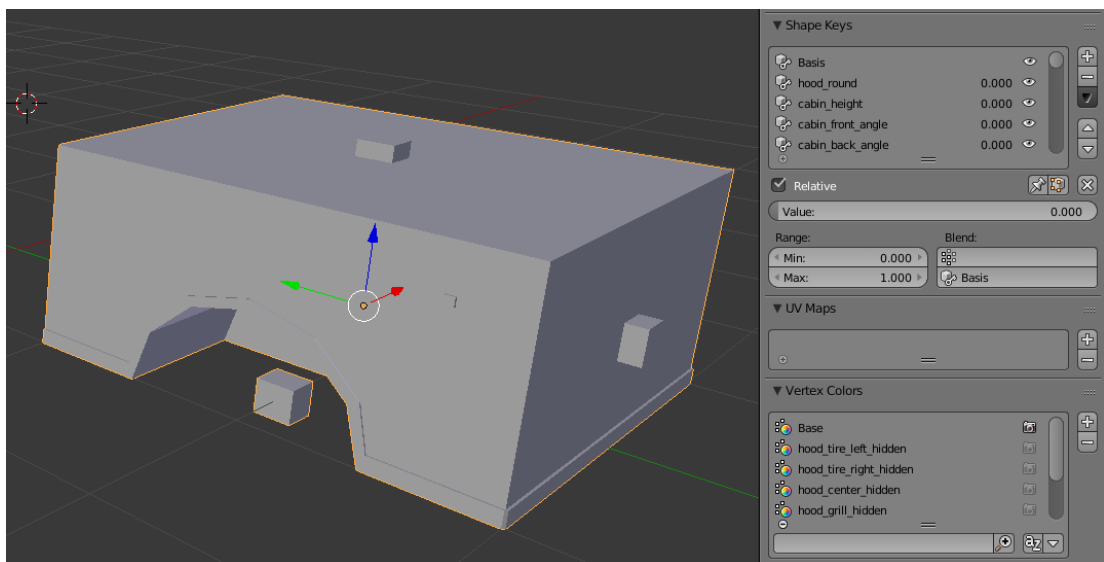 Shape Keys
Basis
hood_round 0.000
cabin_height 0.000
cabin_front_angle 0.000
cabin_back_angle 0.000
Relative
Value: 0.000
Range: Blend:
Min: 0.000
Max: 1.000 Basis
UV Maps
Vertex Colors
Base
hood_tire_left_hidden
hood_tire_right_hidden
hood_center_hidden
hood_grill_hidden
az